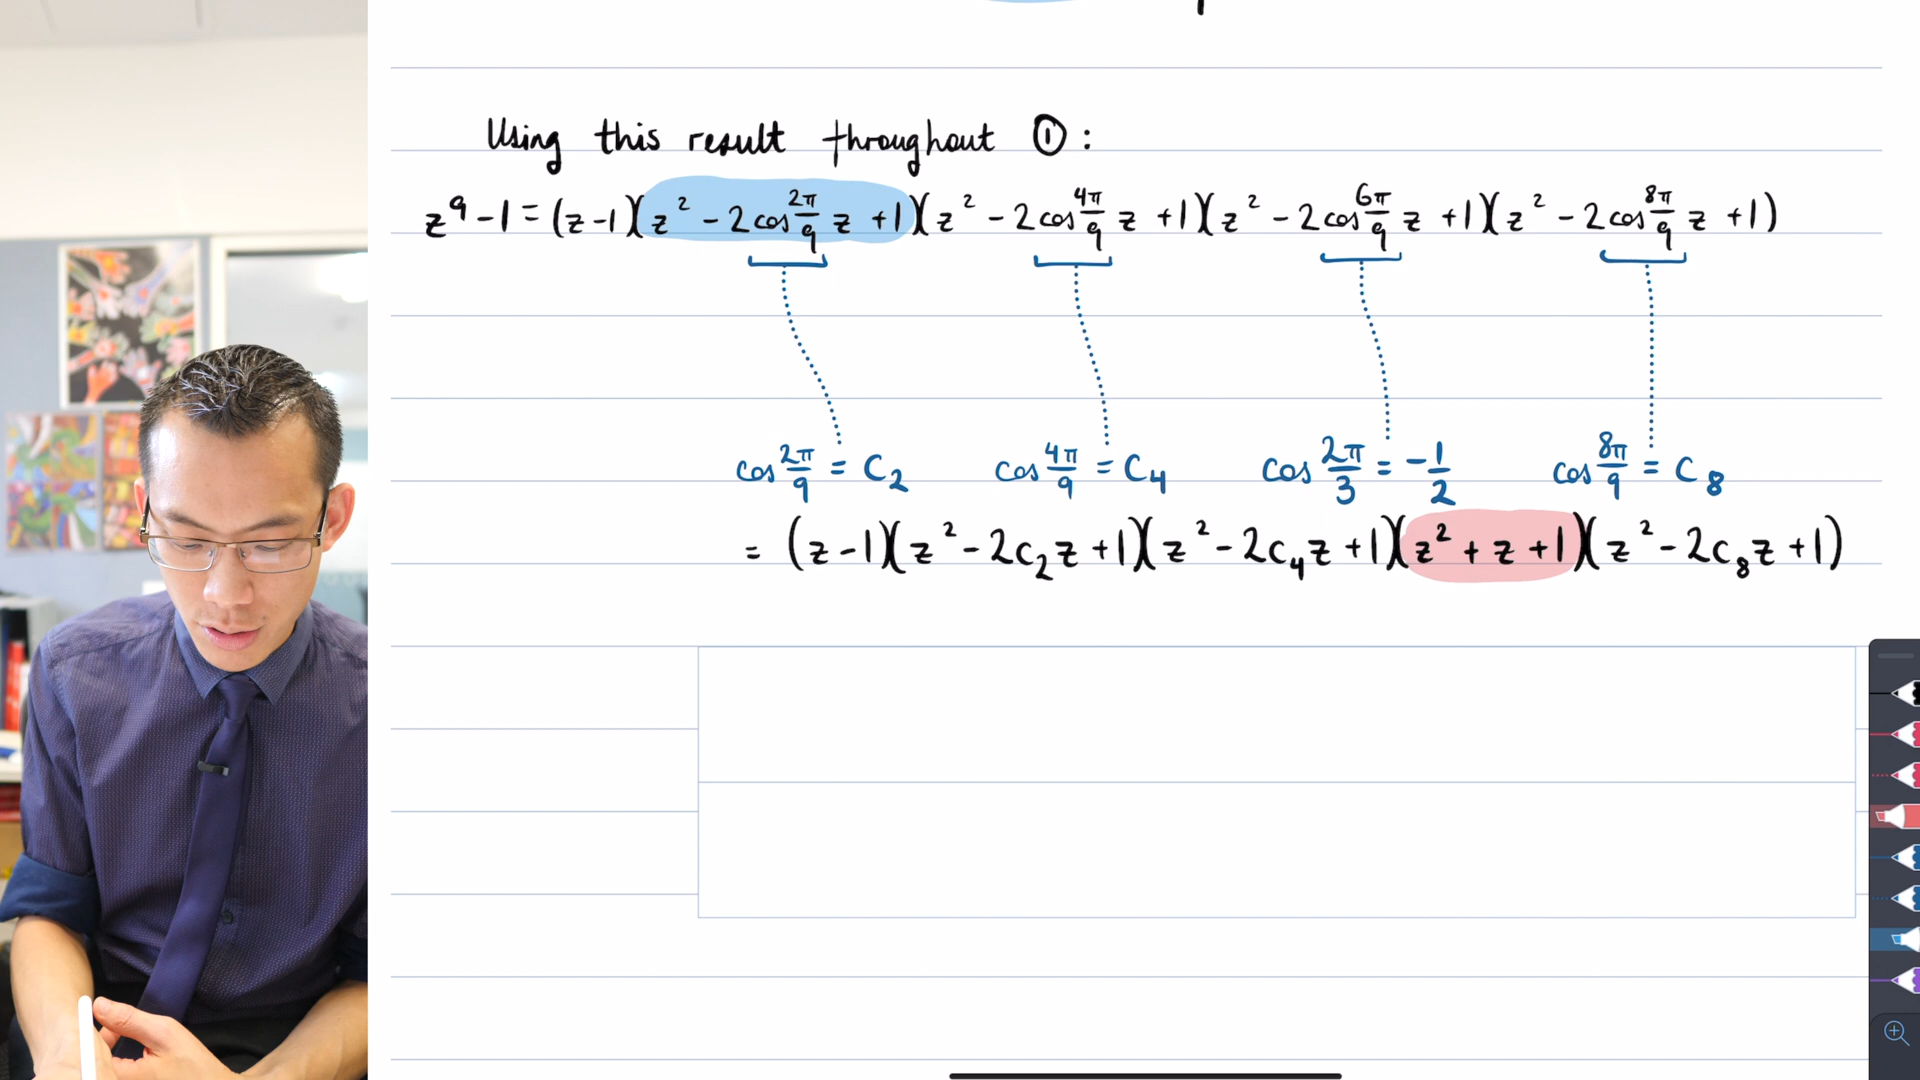 Using this result throughout ①:
z⁹ - 1 = (z - 1)(z² - 2cos 2π/9 z + 1)(z² - 2cos 4π/9 z + 1)(z² - 2cos 6π/9 z + 1)(z² - 2cos 8π/9 z + 1)
cos 2π/9 = C₂ cos 4π/9 = C₄ cos 2π/3 = -1/2 cos 8π/9 = C₈
= (z - 1)(z² - 2c₂z + 1)(z² - 2c₄z + 1)(z² + z + 1)(z² - 2c₈z + 1)